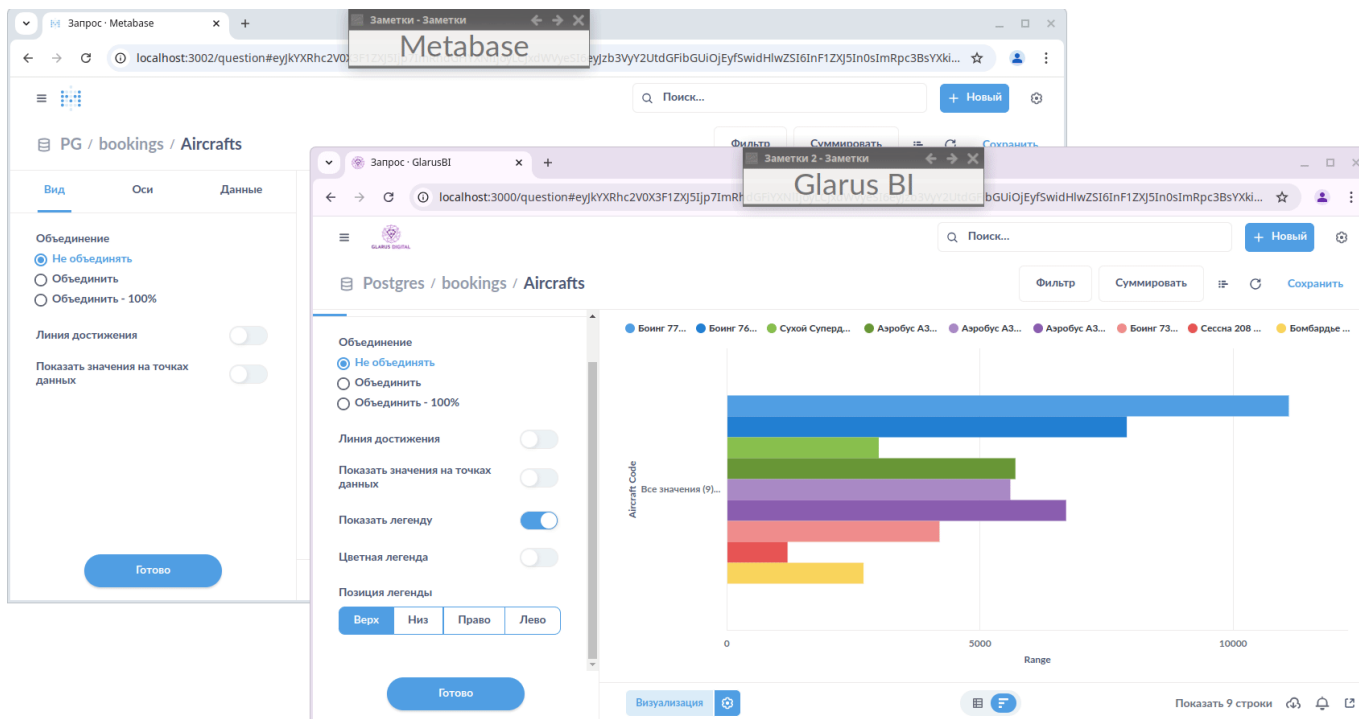 Запрос · Metabase
Заметки - Заметки
Metabase
localhost:3002/question#eyJkYXRhc2V0X
eyJzb3VyY2UtdGFibGUiOjEyfSwidHlwZSI6InF1ZXJ5In0sImRpc3BsYXki...
Поиск...
+ Новый
PG / bookings / Aircrafts
Фильтр
Суммировать
Сохранить
Вид
Оси
Данные
Объединение
Не объединять
Объединить
Объединить - 100%
Линия достижения
Показать значения на точках
данных
Готово
Запрос · GlarusBI
Заметки 2 - Заметки
Glarus BI
localhost:3000/question#eyJkYXRhc2V0X3F1ZXJ5Ijp7ImRh
bGUiOjEyfSwidHlwZSI6InF1ZXJ5In0sImRpc3BsYXki...
GLARUS DIGITAL
Поиск...
+ Новый
Postgres / bookings / Aircrafts
Фильтр
Суммировать
Сохранить
Объединение
Не объединять
Объединить
Объединить - 100%
Линия достижения
Показать значения на точках
данных
Показать легенду
Цветная легенда
Позиция легенды
Верх
Низ
Право
Лево
Готово
Боинг 77...
Боинг 76...
Сухой Суперд...
Аэробус А3...
Аэробус А3...
Аэробус А3...
Боинг 73...
Сессна 208 ...
Бомбардье ...
Aircraft Code
Все значения (9)...
0
5000
10000
Range
Визуализация
Показать 9 строки